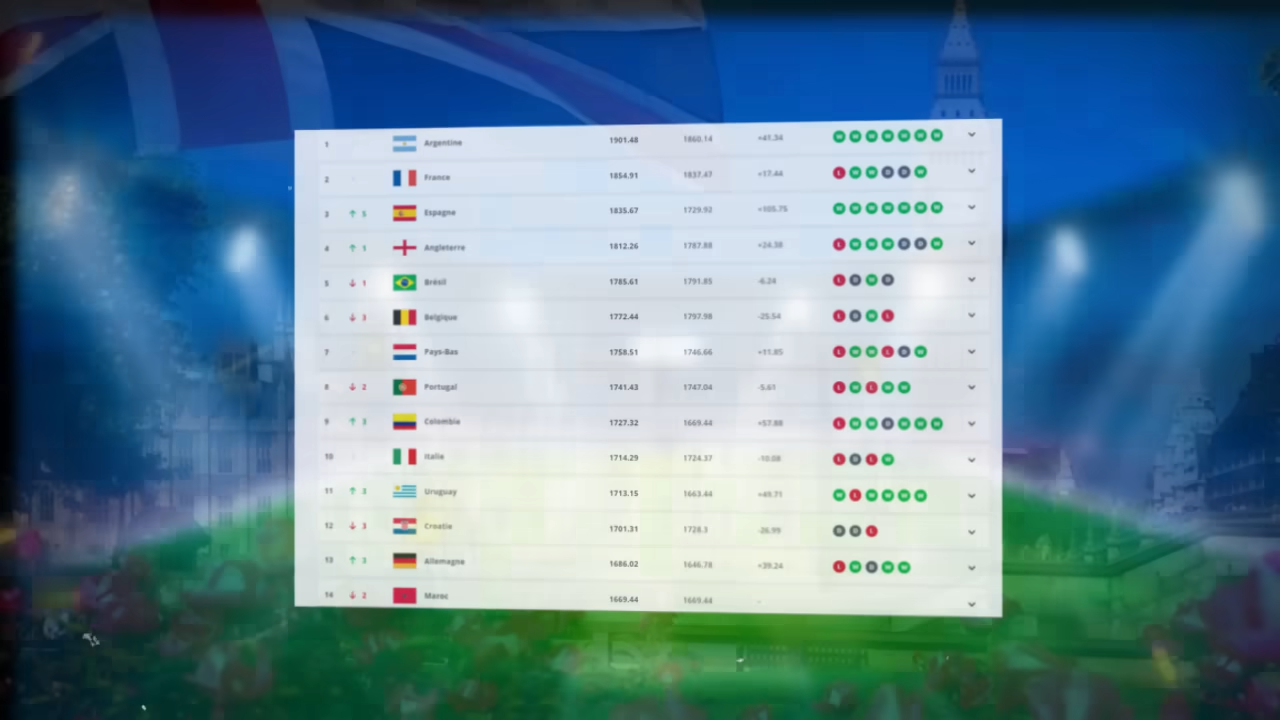 1 Argentine 1901.48 1860.14 +41.34 W W W W W W W
2 France 1854.91 1837.47 +17.44 L W W D D W
3 5 Espagne 1835.67 1729.92 +105.75 W W W W W W W
4 1 Angleterre 1812.26 1787.88 +24.38 L W W W D D W
5 1 Brésil 1785.61 1791.85 -6.24 L D W D
6 3 Belgique 1772.44 1797.98 -25.54 L D W L
7 Pays-Bas 1758.51 1746.66 +11.85 L W W L D W
8 2 Portugal 1741.43 1747.04 -5.61 L W L W W
9 3 Colombie 1727.32 1669.44 +57.88 L W W D W W W
10 Italie 1714.29 1724.37 -10.08 L D L W
11 3 Uruguay 1713.15 1663.44 +49.71 W L W W W W
12 3 Croatie 1701.31 1728.3 -26.99 D D L
13 3 Allemagne 1686.02 1646.78 +39.24 L W D W W
14 2 Maroc 1669.44 1669.44 -